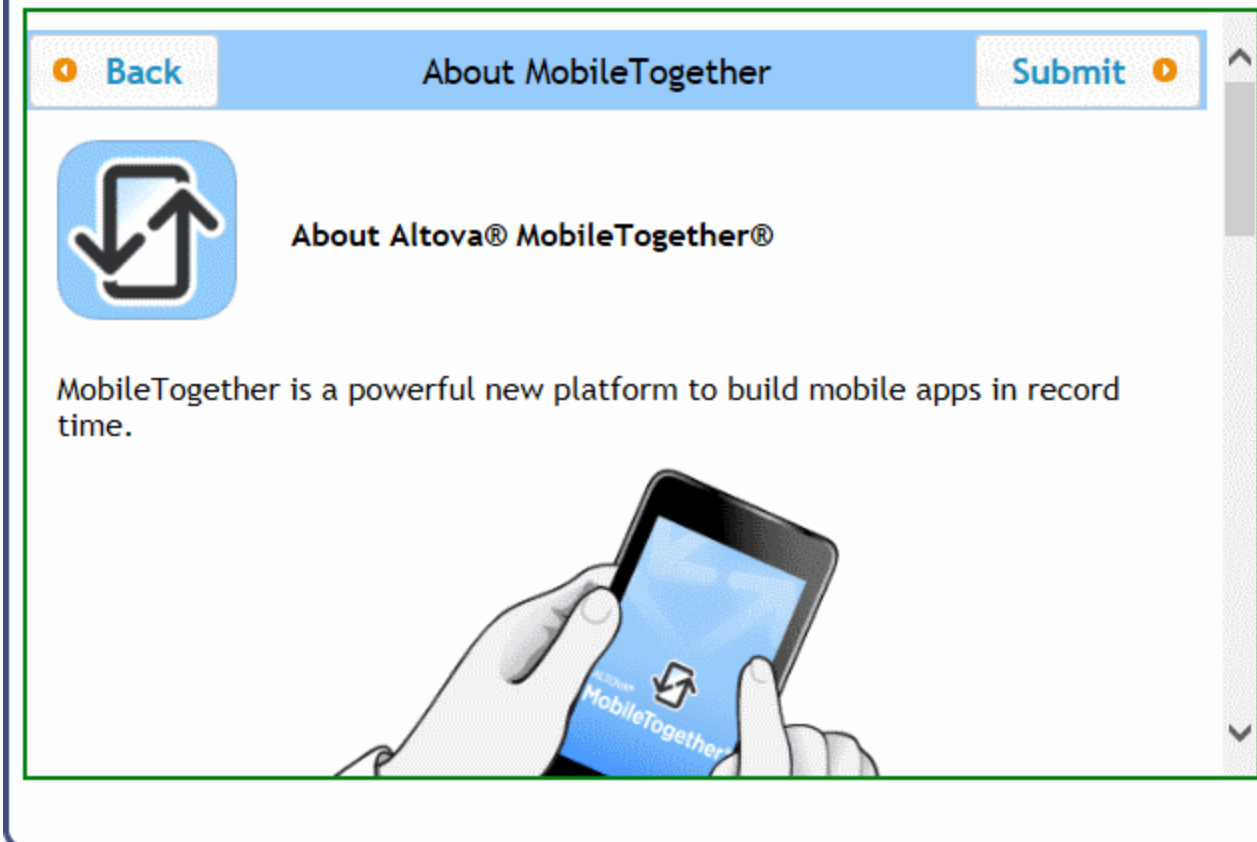 Back
About MobileTogether
Submit
About Altova® MobileTogether®
MobileTogether is a powerful new platform to build mobile apps in record
time.
ALTOVA®
MobileTogether